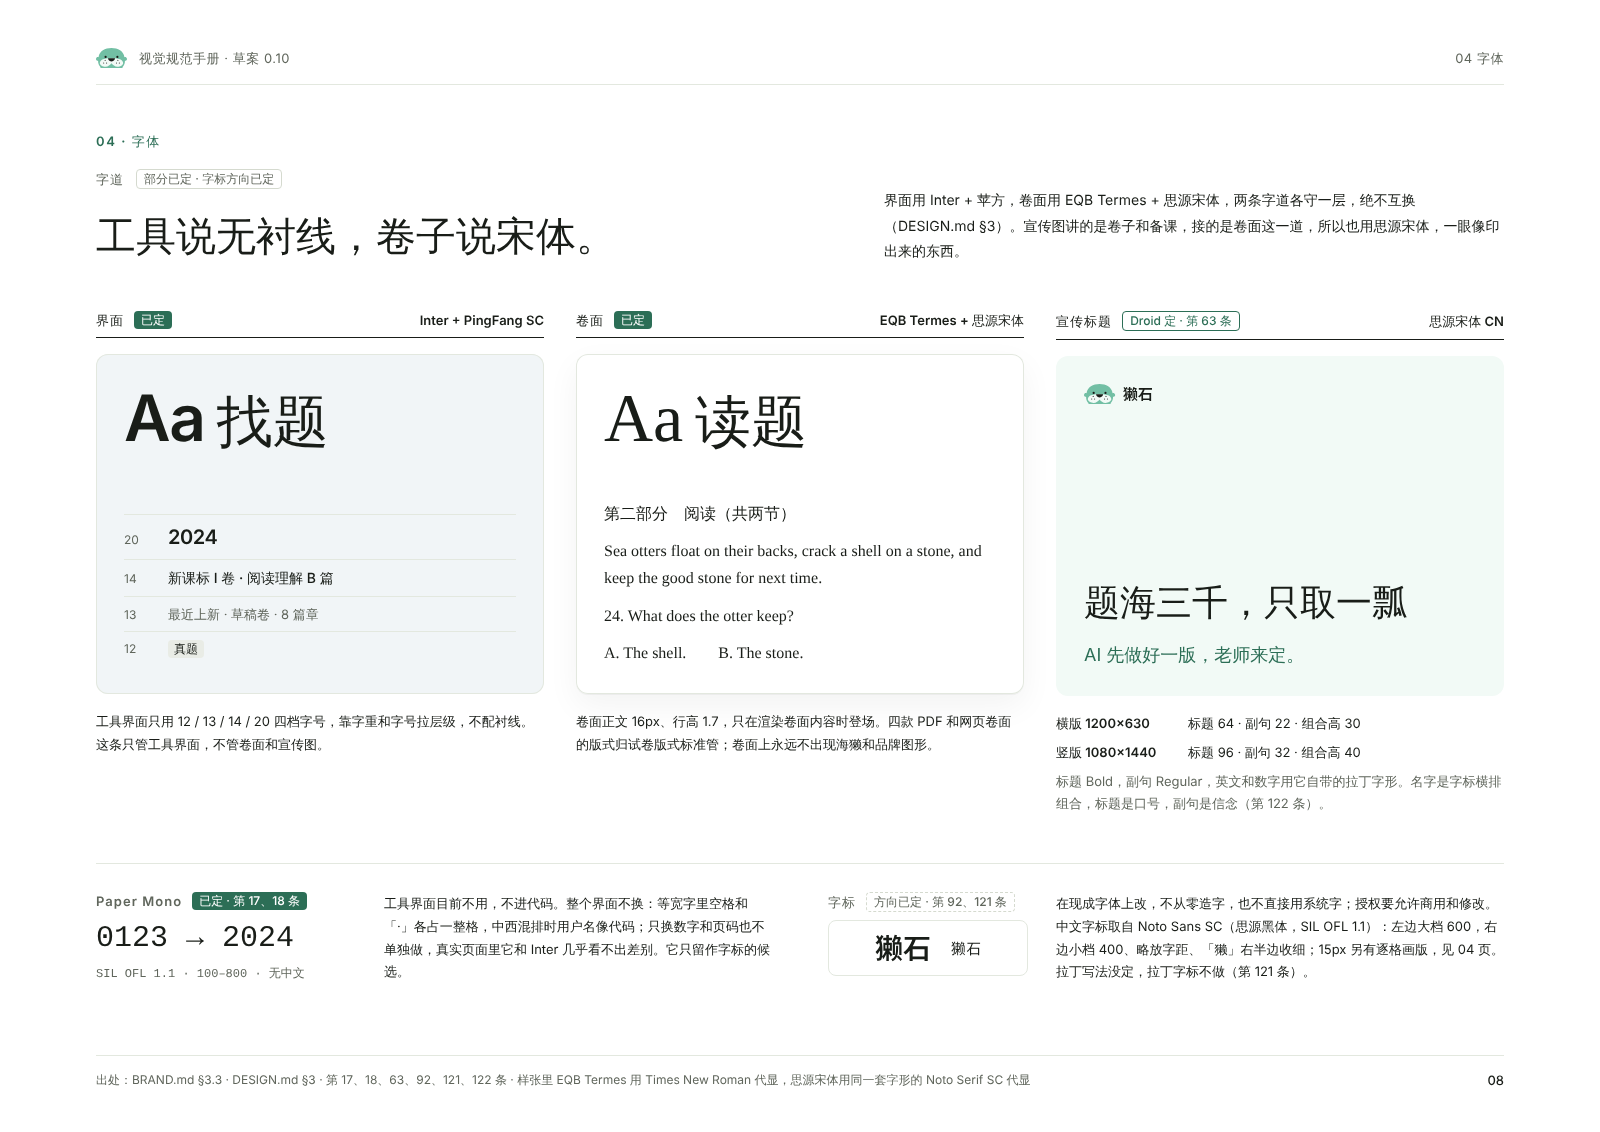 视觉规范手册 · 草案 0.10
04 字体
04 · 字体
字道 部分已定 · 字标方向已定
工具说无衬线，卷子说宋体。
界面用 Inter + 苹方，卷面用 EQB Termes + 思源宋体，两条字道各守一层，绝不互换
（DESIGN.md §3）。宣传图讲的是卷子和备课，接的是卷面这一道，所以也用思源宋体，一眼像印
出来的东西。
界面 已定 Inter + PingFang SC
Aa 找题
20 2024
14 新课标 I 卷 · 阅读理解 B 篇
13 最近上新 · 草稿卷 · 8 篇章
12 真题
工具界面只用 12 / 13 / 14 / 20 四档字号，靠字重和字号拉层级，不配衬线。
这条只管工具界面，不管卷面和宣传图。
卷面 已定 EQB Termes + 思源宋体
Aa 读题
第二部分　阅读（共两节）
Sea otters float on their backs, crack a shell on a stone, and
keep the good stone for next time.
24. What does the otter keep?
A. The shell. B. The stone.
卷面正文 16px、行高 1.7，只在渲染卷面内容时登场。四款 PDF 和网页卷面
的版式归试卷版式标准管；卷面上永远不出现海獭和品牌图形。
宣传标题 Droid 定 · 第 63 条 思源宋体 CN
獭石
题海三千，只取一瓢
AI 先做好一版，老师来定。
横版 1200×630 标题 64 · 副句 22 · 组合高 30
竖版 1080×1440 标题 96 · 副句 32 · 组合高 40
标题 Bold，副句 Regular，英文和数字用它自带的拉丁字形。名字是字标横排
组合，标题是口号，副句是信念（第 122 条）。
Paper Mono 已定 · 第 17、18 条
0123 → 2024
SIL OFL 1.1 · 100–800 · 无中文
工具界面目前不用，不进代码。整个界面不换：等宽字里空格和
「·」各占一整格，中西混排时用户名像代码；只换数字和页码也不
单独做，真实页面里它和 Inter 几乎看不出差别。它只留作字标的候
选。
字标 方向已定 · 第 92、121 条
獭石 獭石
在现成字体上改，不从零造字，也不直接用系统字；授权要允许商用和修改。
中文字标取自 Noto Sans SC（思源黑体，SIL OFL 1.1）：左边大档 600，右
边小档 400、略放字距、「獭」右半边收细；15px 另有逐格画版，见 04 页。
拉丁写法没定，拉丁字标不做（第 121 条）。
出处：BRAND.md §3.3 · DESIGN.md §3 · 第 17、18、63、92、121、122 条 · 样张里 EQB Termes 用 Times New Roman 代显，思源宋体用同一套字形的 Noto Serif SC 代显
08